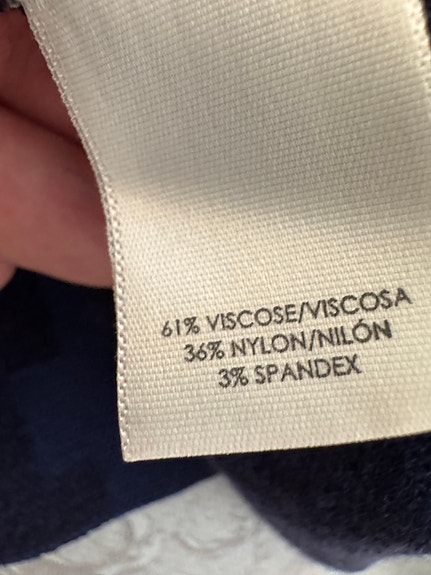 61% VISCOSE/VISCOSA
36% NYLON/NILÓN
3% SPANDEX